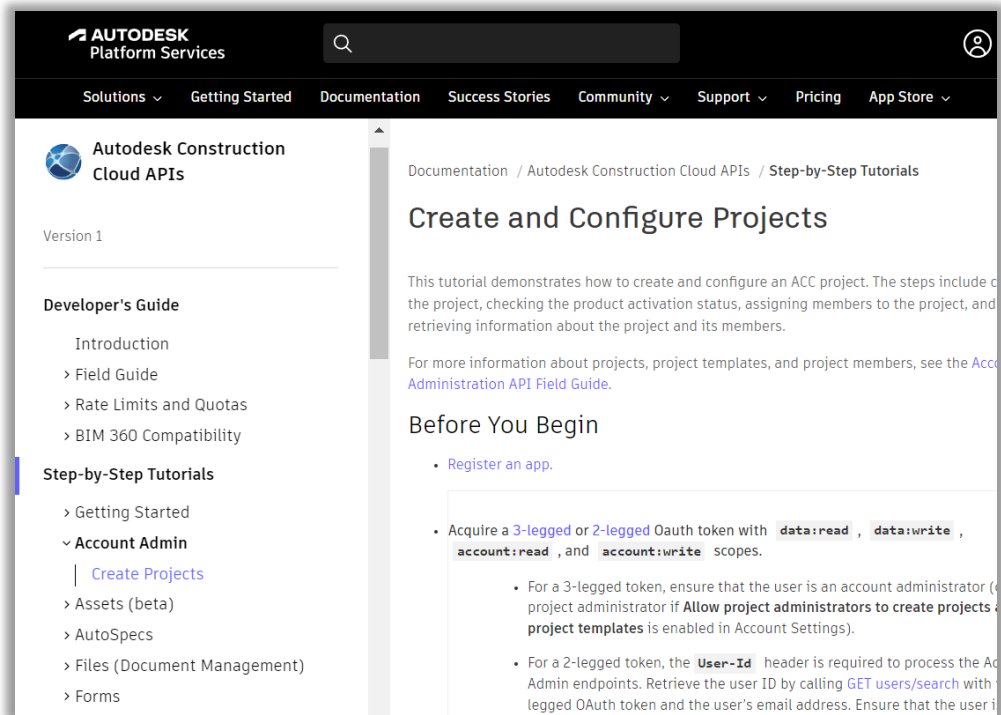 AUTODESK
Platform Services
Solutions
Getting Started
Documentation
Success Stories
Community
Support
Pricing
App Store
Autodesk Construction
Cloud APIs
Version 1
Developer's Guide
Introduction
Field Guide
Rate Limits and Quotas
BIM 360 Compatibility
Step-by-Step Tutorials
Getting Started
Account Admin
Create Projects
Assets (beta)
AutoSpecs
Files (Document Management)
Forms
Documentation / Autodesk Construction Cloud APIs / Step-by-Step Tutorials
Create and Configure Projects
This tutorial demonstrates how to create and configure an ACC project. The steps include
the project, checking the product activation status, assigning members to the project, and
retrieving information about the project and its members.
For more information about projects, project templates, and project members, see the
Administration API Field Guide.
Before You Begin
Register an app.
Acquire a 3-legged or 2-legged Oauth token with data:read , data:write ,
account:read , and account:write scopes.
For a 3-legged token, ensure that the user is an account administrator
project administrator if Allow project administrators to create projects
project templates is enabled in Account Settings).
For a 2-legged token, the User-Id header is required to process the
Admin endpoints. Retrieve the user ID by calling GET users/search with
legged OAuth token and the user's email address. Ensure that the user